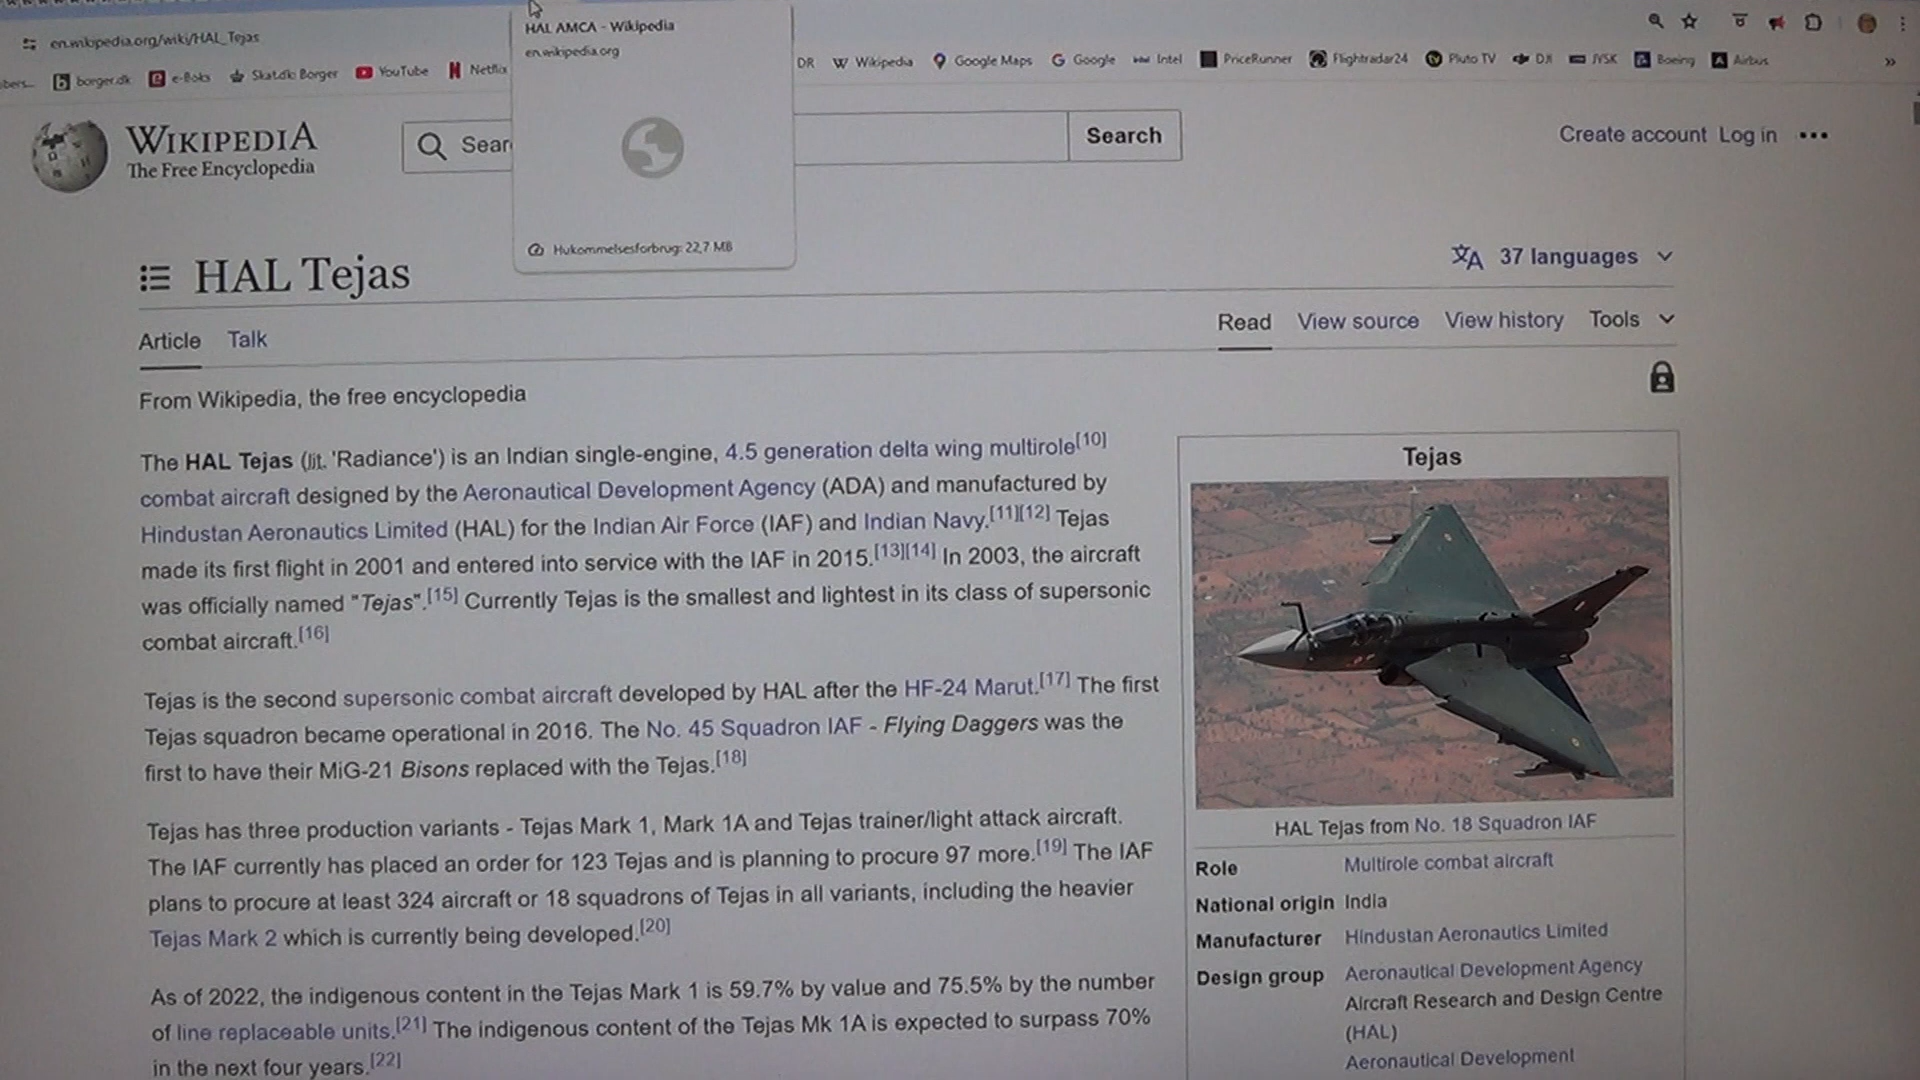 HAL AMCA - Wikipedia
en.wikipedia.org
Hukommelsesforbrug: 22,7 MB
en.wikipedia.org/wiki/HAL_Tejas
borger.dk e-Boks Skat.dk: Borger YouTube Netflix DR Wikipedia Google Maps Google Intel PriceRunner Flightradar24 Pluto TV DJI JYSK Boeing Airbus »
WIKIPEDIA
The Free Encyclopedia
Sear
Search
Create account Log in
HAL Tejas
37 languages
Article Talk
Read View source View history Tools
From Wikipedia, the free encyclopedia
The HAL Tejas (lit. 'Radiance') is an Indian single-engine, 4.5 generation delta wing multirole[10]
combat aircraft designed by the Aeronautical Development Agency (ADA) and manufactured by
Hindustan Aeronautics Limited (HAL) for the Indian Air Force (IAF) and Indian Navy.[11][12] Tejas
made its first flight in 2001 and entered into service with the IAF in 2015.[13][14] In 2003, the aircraft
was officially named "Tejas".[15] Currently Tejas is the smallest and lightest in its class of supersonic
combat aircraft.[16]
Tejas is the second supersonic combat aircraft developed by HAL after the HF-24 Marut.[17] The first
Tejas squadron became operational in 2016. The No. 45 Squadron IAF - Flying Daggers was the
first to have their MiG-21 Bisons replaced with the Tejas.[18]
Tejas has three production variants - Tejas Mark 1, Mark 1A and Tejas trainer/light attack aircraft.
The IAF currently has placed an order for 123 Tejas and is planning to procure 97 more.[19] The IAF
plans to procure at least 324 aircraft or 18 squadrons of Tejas in all variants, including the heavier
Tejas Mark 2 which is currently being developed.[20]
As of 2022, the indigenous content in the Tejas Mark 1 is 59.7% by value and 75.5% by the number
of line replaceable units.[21] The indigenous content of the Tejas Mk 1A is expected to surpass 70%
in the next four years.[22]
Tejas
HAL Tejas from No. 18 Squadron IAF
Role Multirole combat aircraft
National origin India
Manufacturer Hindustan Aeronautics Limited
Design group Aeronautical Development Agency
Aircraft Research and Design Centre
(HAL)
Aeronautical Development